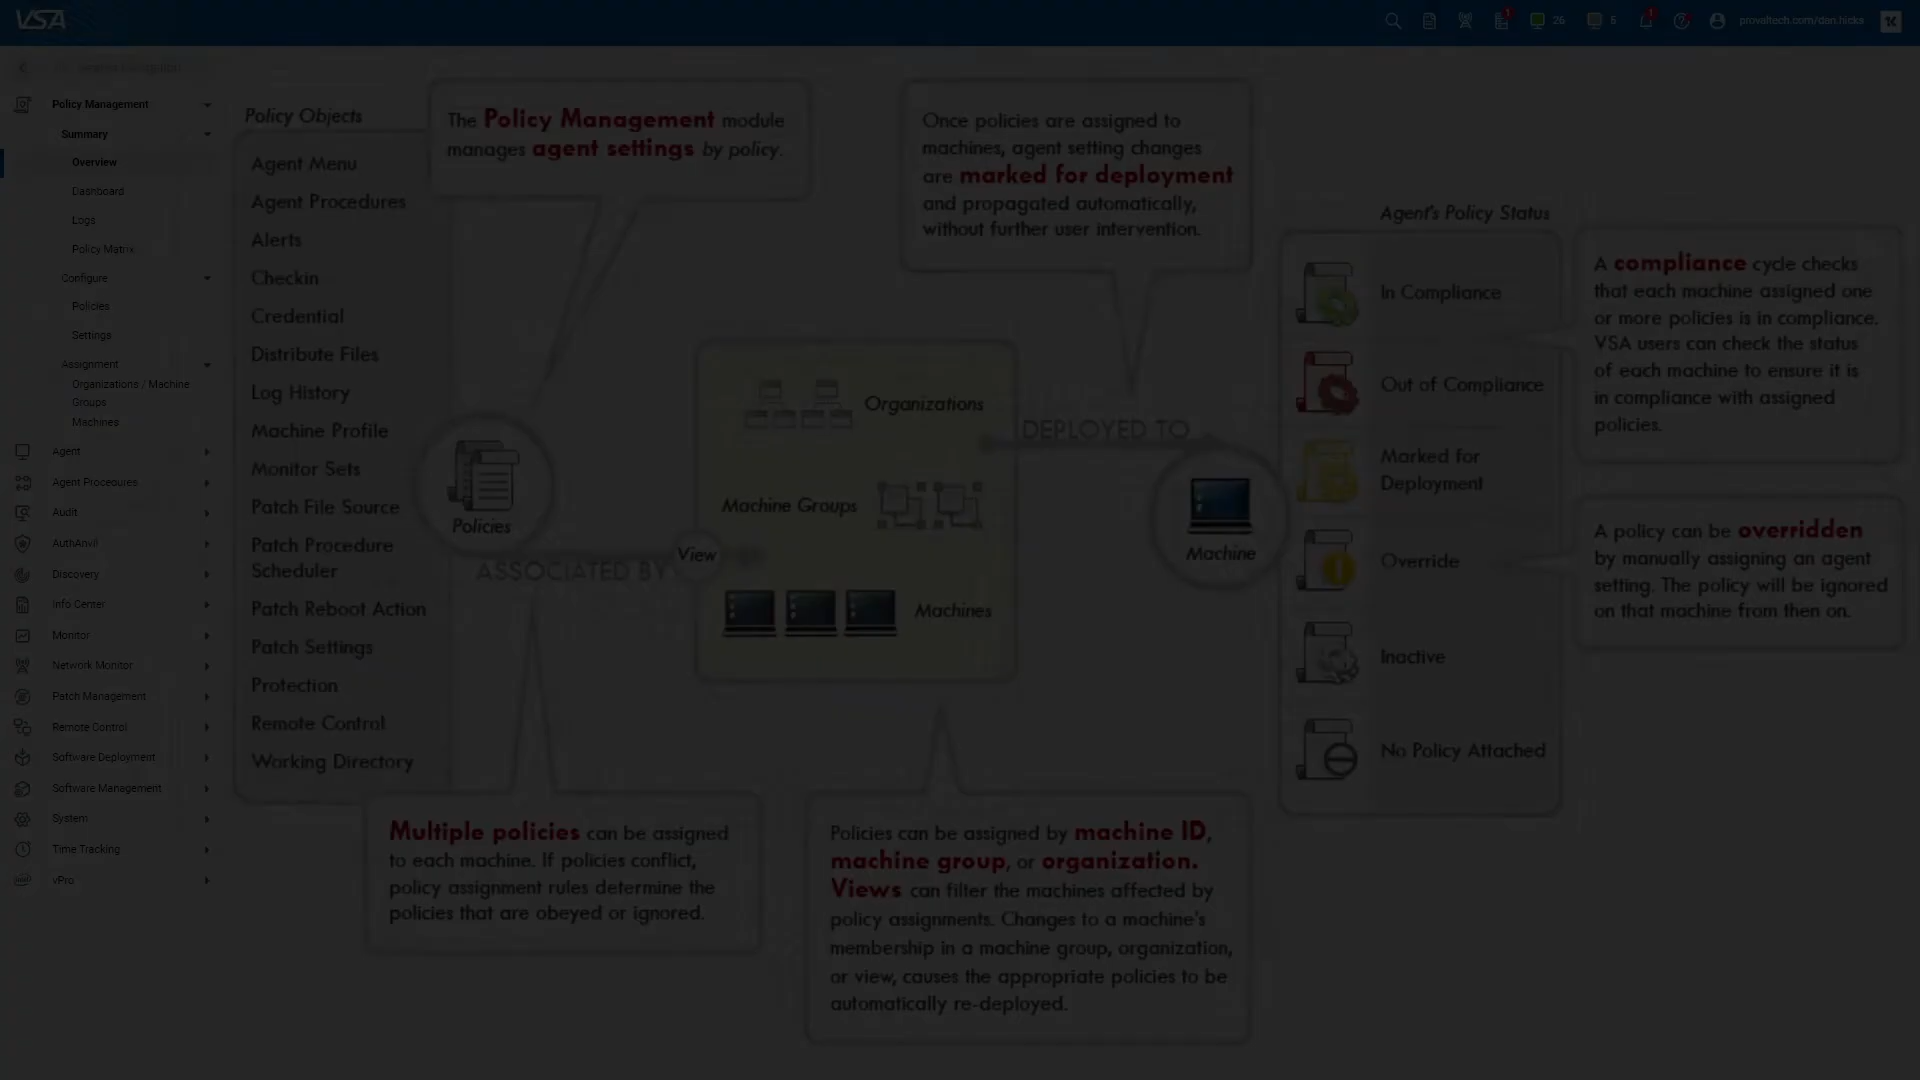 VSA
1
26
5
1
provaltech.com/dan.hicks
Policy Management
Summary
Overview
Dashboard
Logs
Policy Matrix
Configure
Policies
Settings
Assignment
Organizations / Machine
Groups
Machines
Agent
Agent Procedures
Audit
AuthAnvil
Discovery
Info Center
Monitor
Network Monitor
Patch Management
Remote Control
Software Deployment
Software Management
System
Time Tracking
vPro
Policy Objects
Agent Menu
Agent Procedures
Alerts
Checkin
Credential
Distribute Files
Log History
Machine Profile
Monitor Sets
Patch File Source
Patch Procedure
Scheduler
Patch Reboot Action
Patch Settings
Protection
Remote Control
Working Directory
The Policy Management module
manages agent settings by policy.
Policies
ASSOCIATED BY
View
Multiple policies can be assigned
to each machine. If policies conflict,
policy assignment rules determine the
policies that are obeyed or ignored.
Organizations
Machine Groups
Machines
Policies can be assigned by machine ID,
machine group, or organization.
Views can filter the machines affected by
policy assignments. Changes to a machine's
membership in a machine group, organization,
or view, causes the appropriate policies to be
automatically re-deployed.
Once policies are assigned to
machines, agent setting changes
are marked for deployment
and propagated automatically,
without further user intervention.
DEPLOYED TO
Machine
Agent's Policy Status
In Compliance
Out of Compliance
Marked for
Deployment
Override
Inactive
No Policy Attached
A compliance cycle checks
that each machine assigned one
or more policies is in compliance.
VSA users can check the status
of each machine to ensure it is
in compliance with assigned
policies.
A policy can be overridden
by manually assigning an agent
setting. The policy will be ignored
on that machine from then on.